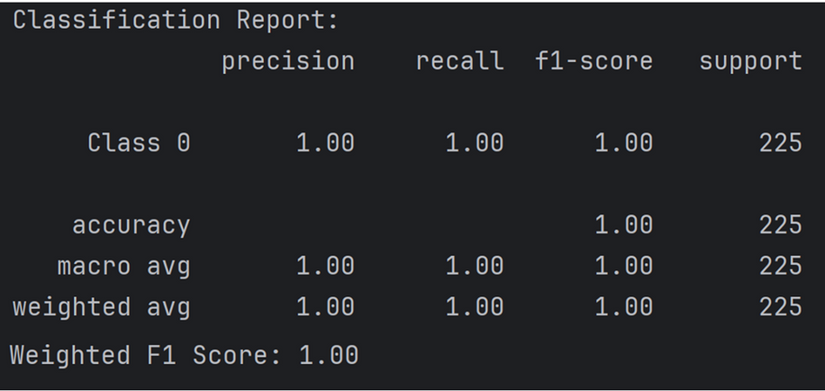 Classification Report:
precision recall f1-score support
Class 0 1.00 1.00 1.00 225
accuracy 1.00 225
macro avg 1.00 1.00 1.00 225
weighted avg 1.00 1.00 1.00 225
Weighted F1 Score: 1.00